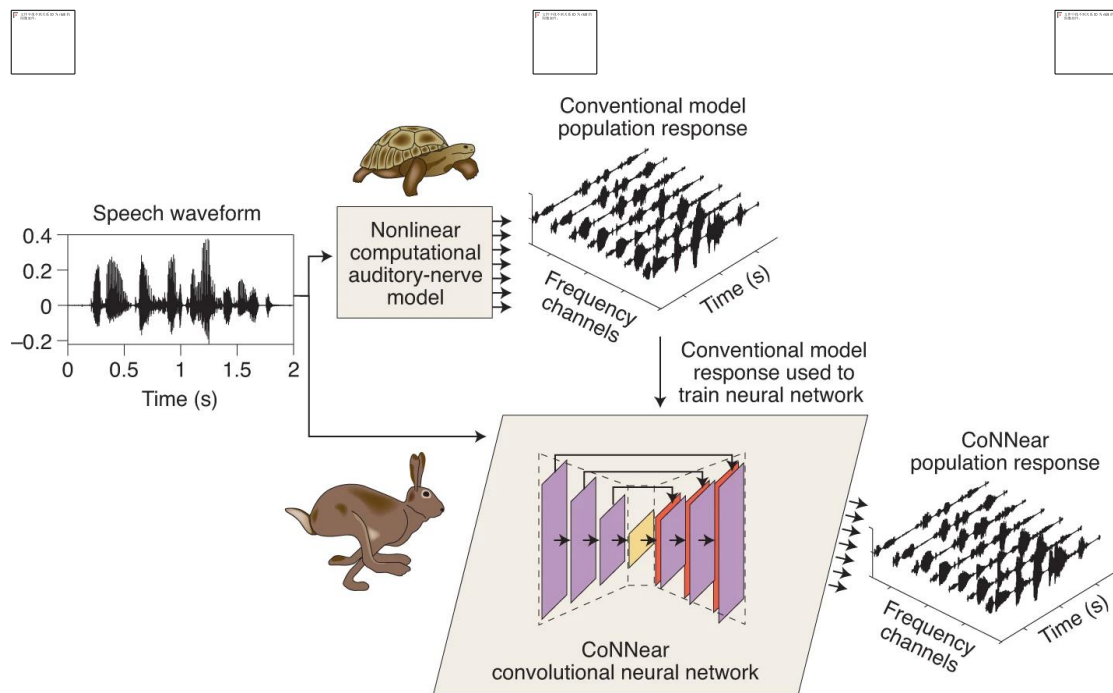 Conventional model
population response
Speech waveform
0.4
0.2
0
–0.2
0
0.5
1
1.5
2
Time (s)
Nonlinear
computational
auditory-nerve
model
Frequency
channels
Time (s)
Conventional model
response used to
train neural network
CoNNear
population response
CoNNear
convolutional neural network
Frequency
channels
Time (s)